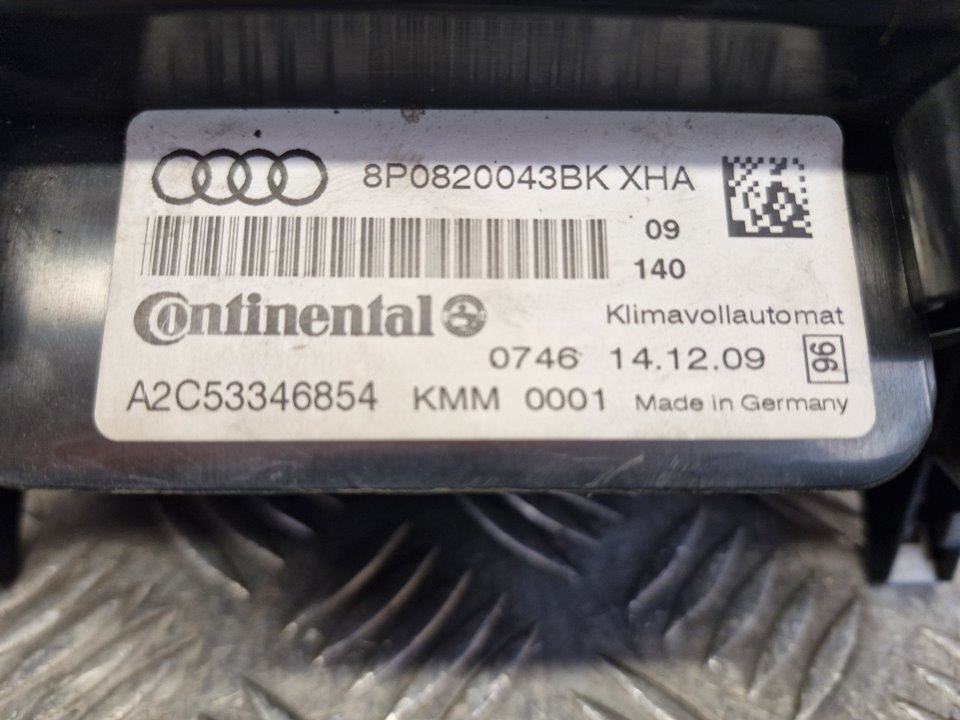 8P0820043BK XHA
09
140
Continental
Klimavollautomat
0746 14.12.09 96
A2C53346854 KMM 0001 Made in Germany